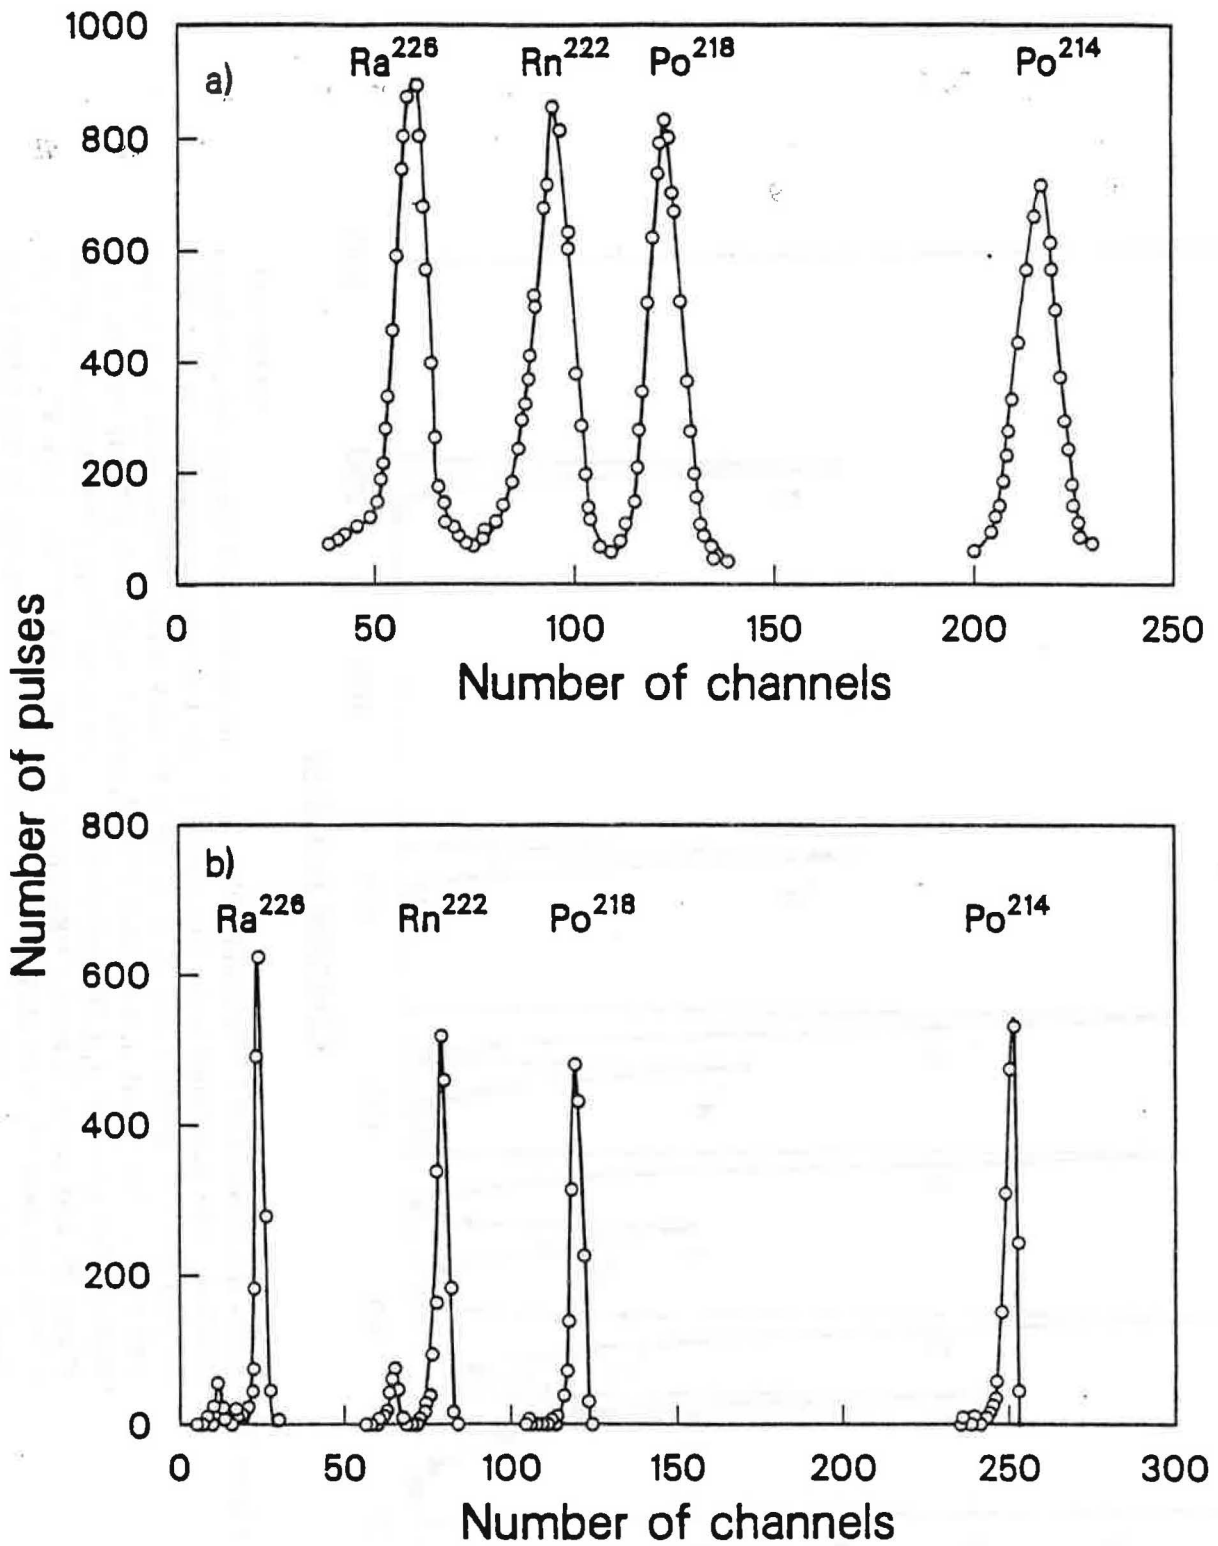 Number of pulses
1000
800
600
400
200
0
a)
Ra226
Rn222
Po218
Po214
0 50 100 150 200 250
Number of channels
800
600
400
200
0
b)
Ra226
Rn222
Po218
Po214
0 50 100 150 200 250 300
Number of channels